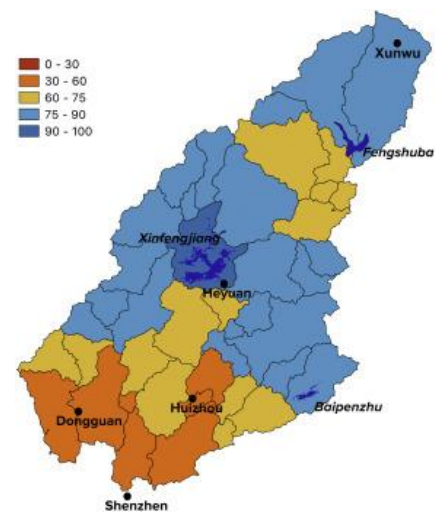 Xunwu
0 - 30
30 - 60
60 - 75
75 - 90
90 - 100
Fengshuba
Xinfengjiang
Heyuan
Huizhou
Baipenzhu
Dongguan
Shenzhen